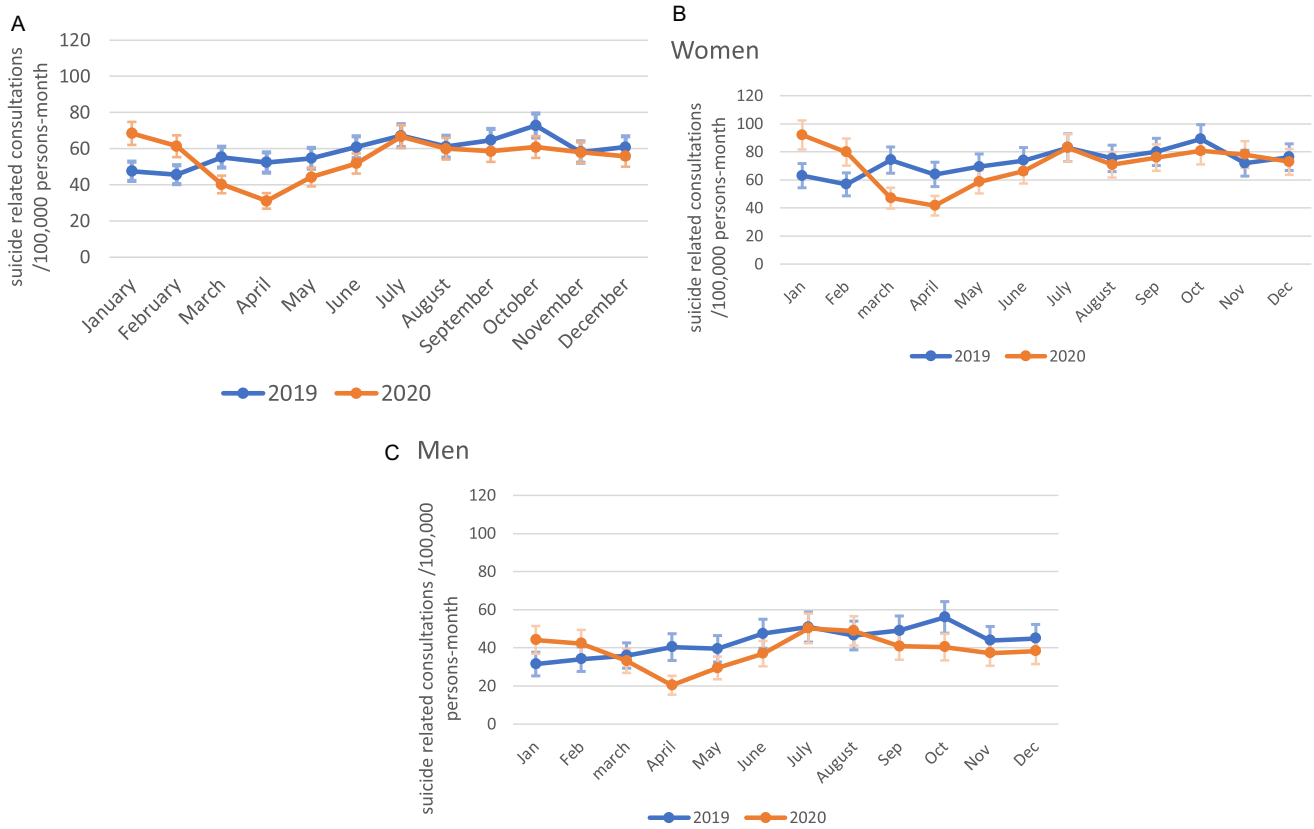 A
suicide related consultations
/100,000 persons-month
120
100
80
60
40
20
0
January
February
March
April
May
June
July
August
September
October
November
December
2019
2020
B
Women
suicide related consultations
/100,000 persons-month
120
100
80
60
40
20
0
Jan
Feb
march
April
May
June
July
August
Sep
Oct
Nov
Dec
2019
2020
C
Men
suicide related consultations /100,000
persons-month
120
100
80
60
40
20
0
Jan
Feb
march
April
May
June
July
August
Sep
Oct
Nov
Dec
2019
2020